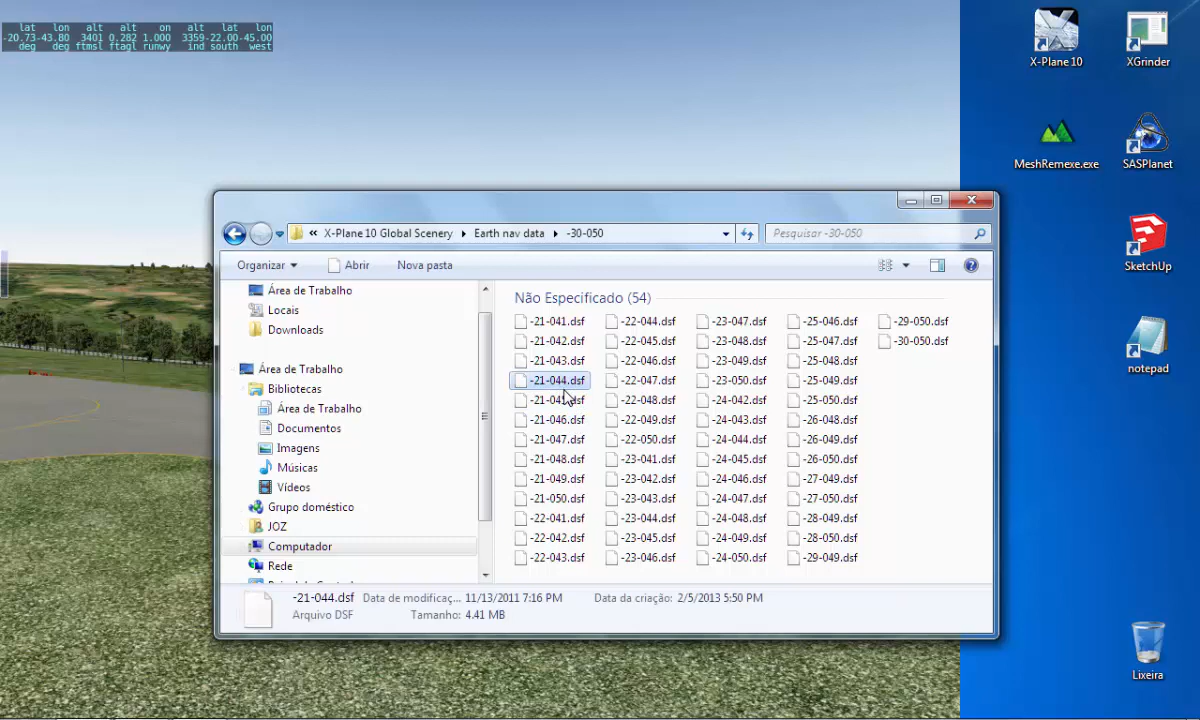 lat lon alt alt on alt lat lon
-20.73-43.80 3401 0.282 1.000 3359-22.00-45.00
deg deg ftmsl ftagl runwy ind south west
X-Plane 10
XGrinder
MeshRemexe.exe
SASPlanet
SketchUp
notepad
Lixeira
« X-Plane 10 Global Scenery Earth nav data -30-050
Pesquisar -30-050
Organizar Abrir Nova pasta
Área de Trabalho
Locais
Downloads
Área de Trabalho
Bibliotecas
Área de Trabalho
Documentos
Imagens
Músicas
Vídeos
Grupo doméstico
JOZ
Computador
Rede
Não Especificado (54)
-21-041.dsf -22-044.dsf -23-047.dsf -25-046.dsf -29-050.dsf
-21-042.dsf -22-045.dsf -23-048.dsf -25-047.dsf -30-050.dsf
-21-043.dsf -22-046.dsf -23-049.dsf -25-048.dsf
-21-044.dsf -22-047.dsf -23-050.dsf -25-049.dsf
-21-045.dsf -22-048.dsf -24-042.dsf -25-050.dsf
-21-046.dsf -22-049.dsf -24-043.dsf -26-048.dsf
-21-047.dsf -22-050.dsf -24-044.dsf -26-049.dsf
-21-048.dsf -23-041.dsf -24-045.dsf -26-050.dsf
-21-049.dsf -23-042.dsf -24-046.dsf -27-049.dsf
-21-050.dsf -23-043.dsf -24-047.dsf -27-050.dsf
-22-041.dsf -23-044.dsf -24-048.dsf -28-049.dsf
-22-042.dsf -23-045.dsf -24-049.dsf -28-050.dsf
-22-043.dsf -23-046.dsf -24-050.dsf -29-049.dsf
-21-044.dsf Data de modificaç... 11/13/2011 7:16 PM Data da criação: 2/5/2013 5:50 PM
Arquivo DSF Tamanho: 4.41 MB